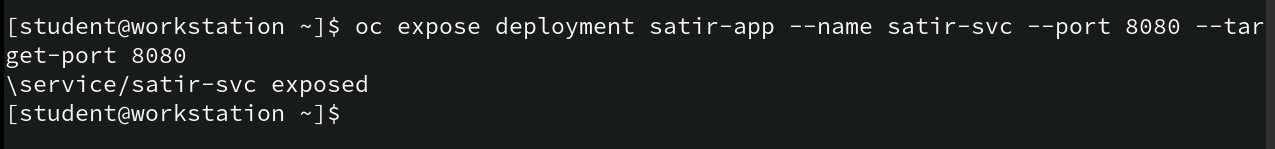 [student@workstation ~]$ oc expose deployment satir-app --name satir-svc --port 8080 --tar
get-port 8080
\service/satir-svc exposed
[student@workstation ~]$